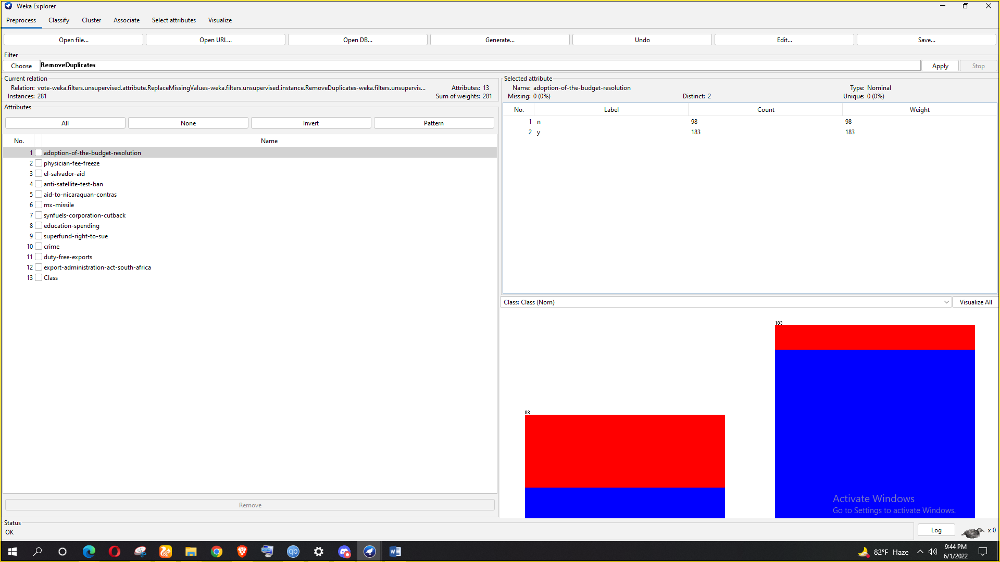 Weka Explorer
Preprocess Classify Cluster Associate Select attributes Visualize
Open file... Open URL... Open DB... Generate... Undo Edit... Save...
Filter
Choose RemoveDuplicates Apply Stop
Current relation
Relation: vote-weka.filters.unsupervised.attribute.ReplaceMissingValues-weka.filters.unsupervised.instance.RemoveDuplicates-weka.filters.unsupervis... Attributes: 13
Instances: 281 Sum of weights: 281
Attributes
All None Invert Pattern
No. Name
1 adoption-of-the-budget-resolution
2 physician-fee-freeze
3 el-salvador-aid
4 anti-satellite-test-ban
5 aid-to-nicaraguan-contras
6 mx-missile
7 synfuels-corporation-cutback
8 education-spending
9 superfund-right-to-sue
10 crime
11 duty-free-exports
12 export-administration-act-south-africa
13 Class
Remove
Selected attribute
Name: adoption-of-the-budget-resolution Type: Nominal
Missing: 0 (0%) Distinct: 2 Unique: 0 (0%)
No. Label Count Weight
1 n 98 98
2 y 183 183
Class: Class (Nom) Visualize All
183
98
Activate Windows
Go to Settings to activate Windows.
Status
OK
Log x 0
82°F Haze 9:44 PM
6/1/2022